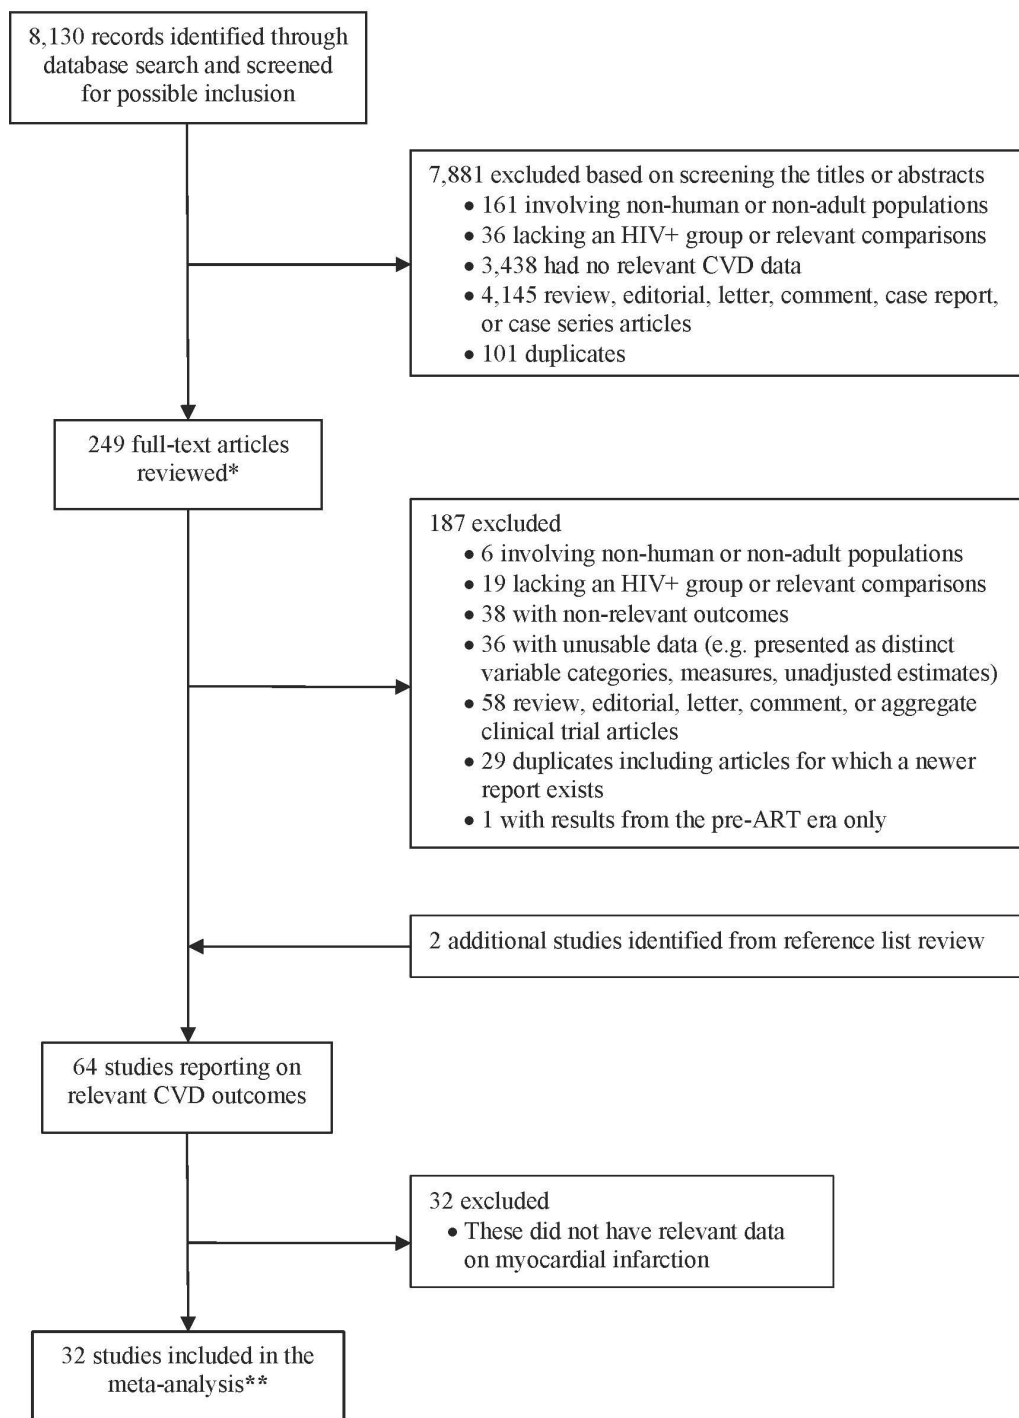 8,130 records identified through
database search and screened
for possible inclusion
7,881 excluded based on screening the titles or abstracts
• 161 involving non-human or non-adult populations
• 36 lacking an HIV+ group or relevant comparisons
• 3,438 had no relevant CVD data
• 4,145 review, editorial, letter, comment, case report,
or case series articles
• 101 duplicates
249 full-text articles
reviewed*
187 excluded
• 6 involving non-human or non-adult populations
• 19 lacking an HIV+ group or relevant comparisons
• 38 with non-relevant outcomes
• 36 with unusable data (e.g. presented as distinct
variable categories, measures, unadjusted estimates)
• 58 review, editorial, letter, comment, or aggregate
clinical trial articles
• 29 duplicates including articles for which a newer
report exists
• 1 with results from the pre-ART era only
2 additional studies identified from reference list review
64 studies reporting on
relevant CVD outcomes
32 excluded
• These did not have relevant data
on myocardial infarction
32 studies included in the
meta-analysis**